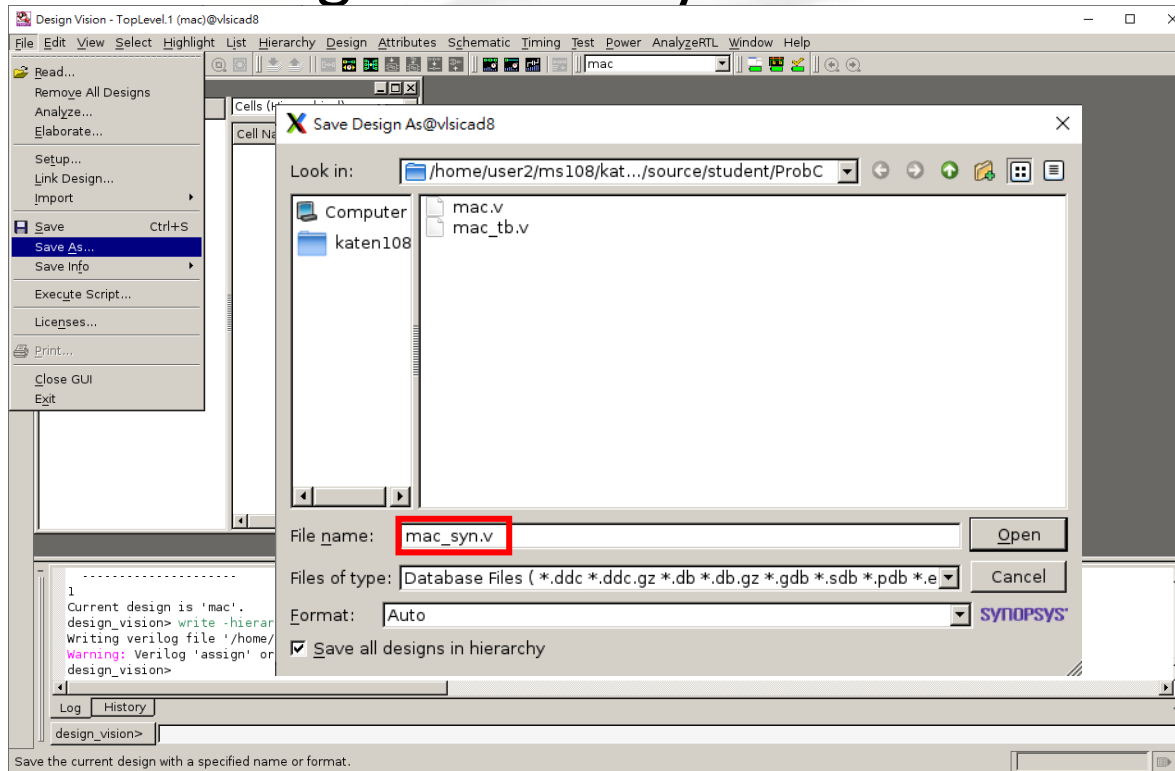 Design Vision - TopLevel.1 (mac)@vlsicad8
File Edit View Select Highlight List Hierarchy Design Attributes Schematic Timing Test Power AnalyzeRTL Window Help
mac
Read...
Remove All Designs
Analyze...
Elaborate...
Setup...
Link Design...
Import
Save Ctrl+S
Save As...
Save Info
Execute Script...
Licenses...
Print...
Close GUI
Exit
Cells (H
Cell Na
Save Design As@vlsicad8
Look in: /home/user2/ms108/kat.../source/student/ProbC
Computer
katen108
mac.v
mac_tb.v
File name: mac_syn.v Open
Files of type: Database Files ( *.ddc *.ddc.gz *.db *.db.gz *.gdb *.sdb *.pdb *.e Cancel
Format: Auto SYNOPSYS
Save all designs in hierarchy
--------------------
1
Current design is 'mac'.
design_vision> write -hierar
Writing verilog file '/home/
Warning: Verilog 'assign' or
design_vision>
Log History
design_vision>
Save the current design with a specified name or format.